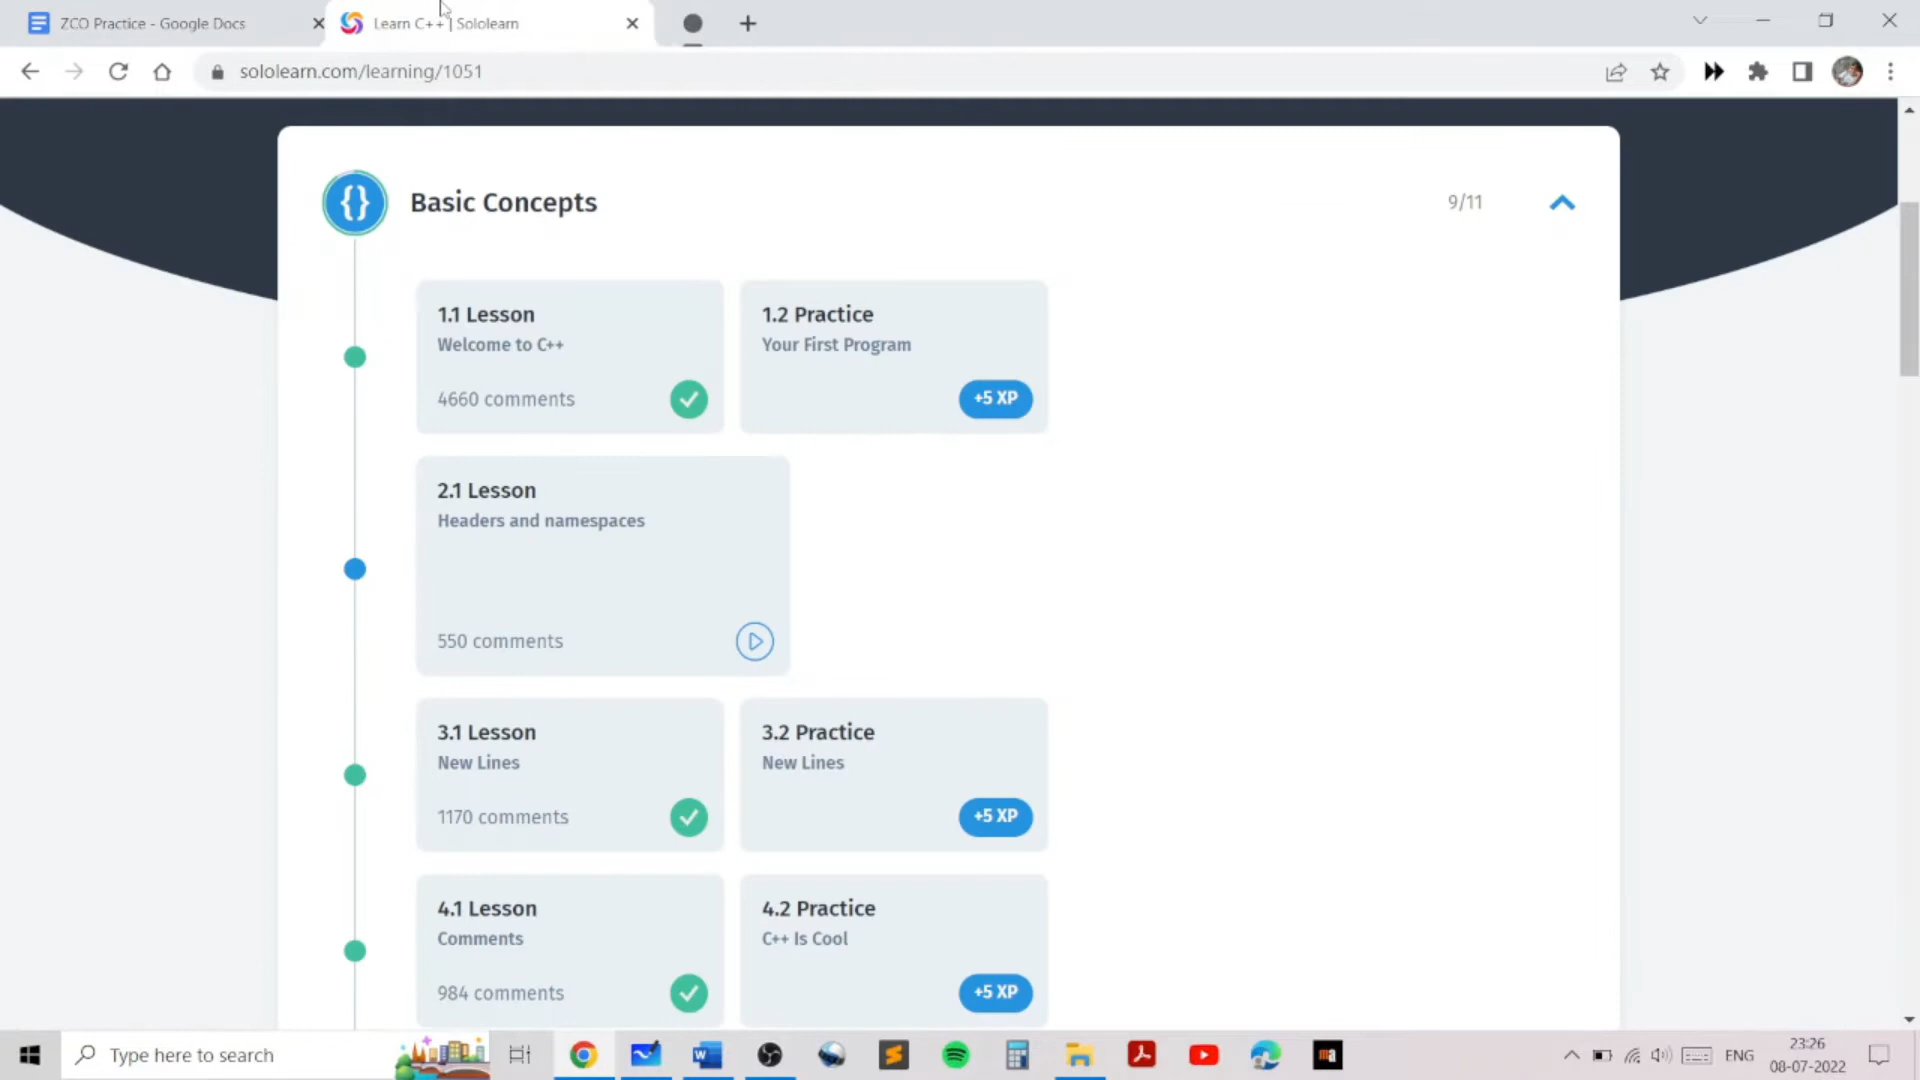 ZCO Practice - Google Docs
Learn C++ | Sololearn
sololearn.com/learning/1051
{}
Basic Concepts
9/11
1.1 Lesson
Welcome to C++
4660 comments
1.2 Practice
Your First Program
+5 XP
2.1 Lesson
Headers and namespaces
550 comments
3.1 Lesson
New Lines
1170 comments
3.2 Practice
New Lines
+5 XP
4.1 Lesson
Comments
984 comments
4.2 Practice
C++ Is Cool
+5 XP
Type here to search
ma
ENG
23:26
08-07-2022